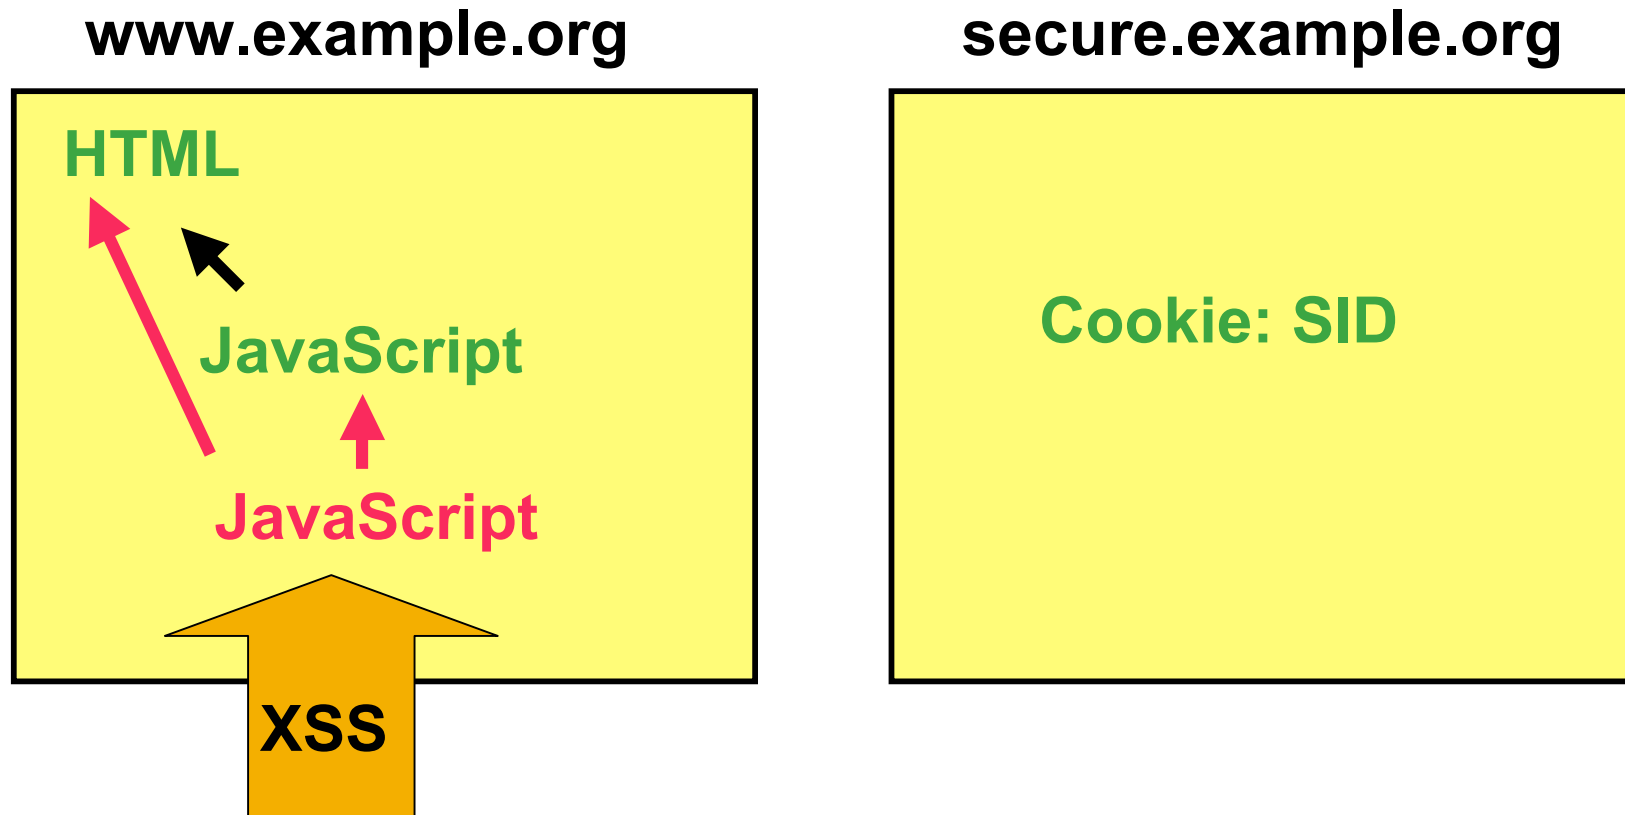 www.example.org
secure.example.org
HTML
JavaScript
Cookie: SID
JavaScript
XSS